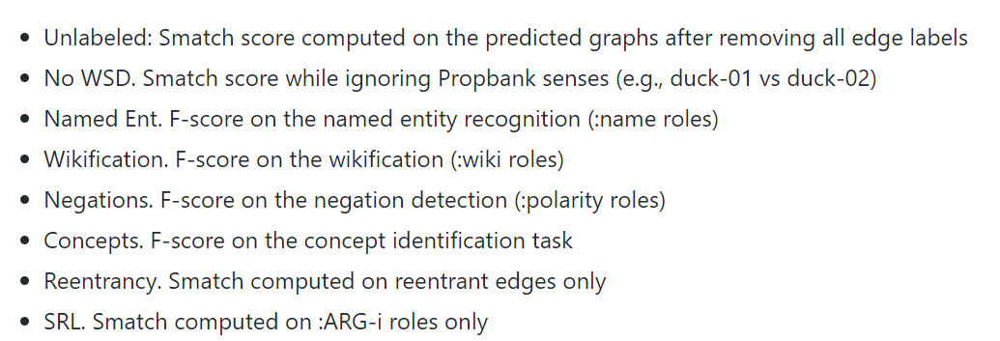 • Unlabeled: Smatch score computed on the predicted graphs after removing all edge labels
• No WSD. Smatch score while ignoring Propbank senses (e.g., duck-01 vs duck-02)
• Named Ent. F-score on the named entity recognition (:name roles)
• Wikification. F-score on the wikification (:wiki roles)
• Negations. F-score on the negation detection (:polarity roles)
• Concepts. F-score on the concept identification task
• Reentrancy. Smatch computed on reentrant edges only
• SRL. Smatch computed on :ARG-i roles only